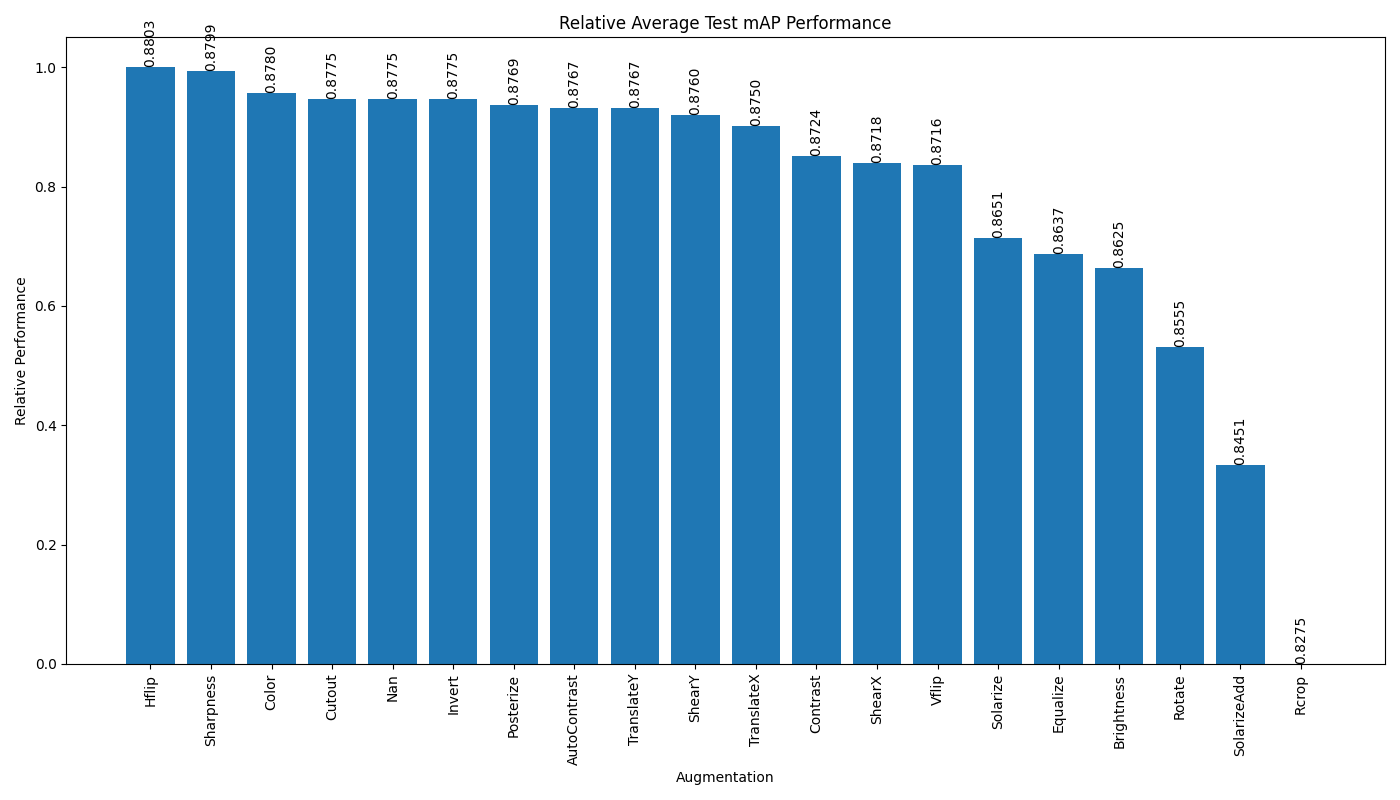 Relative Average Test mAP Performance
0.8803
0.8799
0.8780
0.8775
0.8775
0.8775
0.8769
0.8767
0.8767
0.8760
0.8750
0.8724
0.8718
0.8716
0.8651
0.8637
0.8625
0.8555
0.8451
0.8275
1.0
0.8
0.6
0.4
0.2
0.0
Relative Performance
Hflip
Sharpness
Color
Cutout
Nan
Invert
Posterize
AutoContrast
TranslateY
ShearY
TranslateX
Contrast
ShearX
Vflip
Solarize
Equalize
Brightness
Rotate
SolarizeAdd
Rcrop
Augmentation